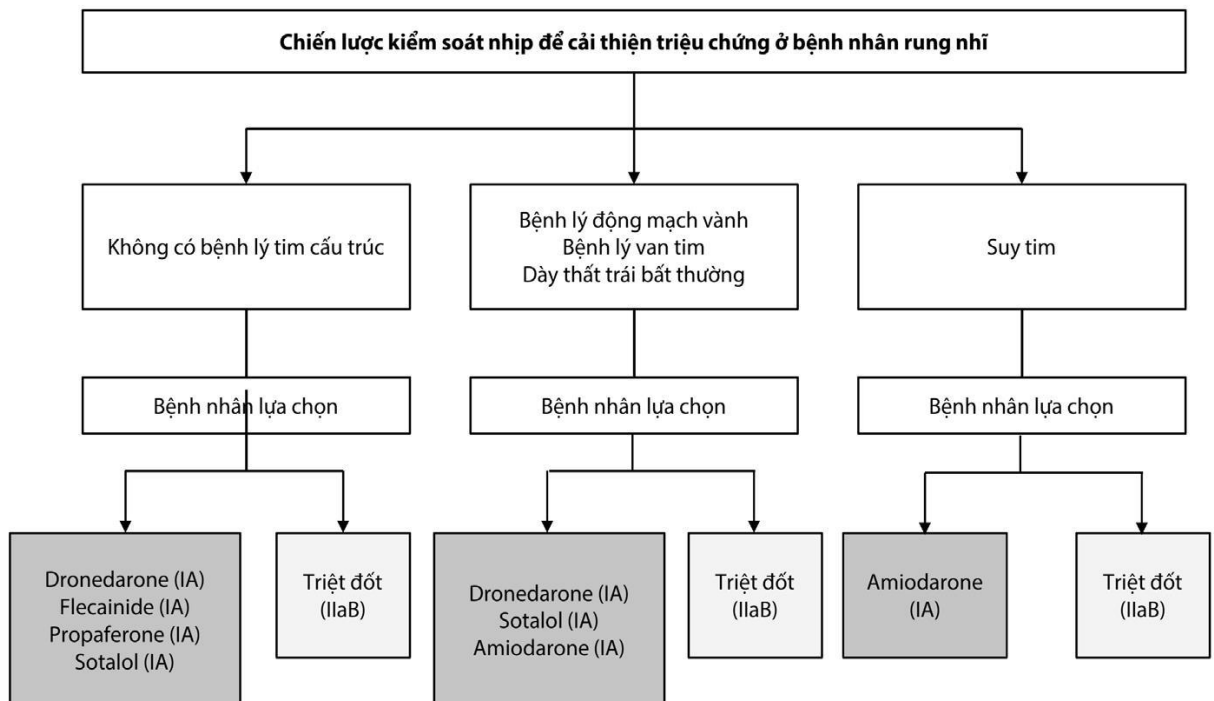 Chiến lược kiểm soát nhịp để cải thiện triệu chứng ở bệnh nhân rung nhĩ
Không có bệnh lý tim cấu trúc
Bệnh lý động mạch vành
Bệnh lý van tim
Dày thất trái bất thường
Suy tim
Bệnh nhân lựa chọn
Bệnh nhân lựa chọn
Bệnh nhân lựa chọn
Dronedarone (IA)
Flecainide (IA)
Propaferone (IA)
Sotalol (IA)
Triệt đốt
(IIaB)
Dronedarone (IA)
Sotalol (IA)
Amiodarone (IA)
Triệt đốt
(IIaB)
Amiodarone
(IA)
Triệt đốt
(IIaB)